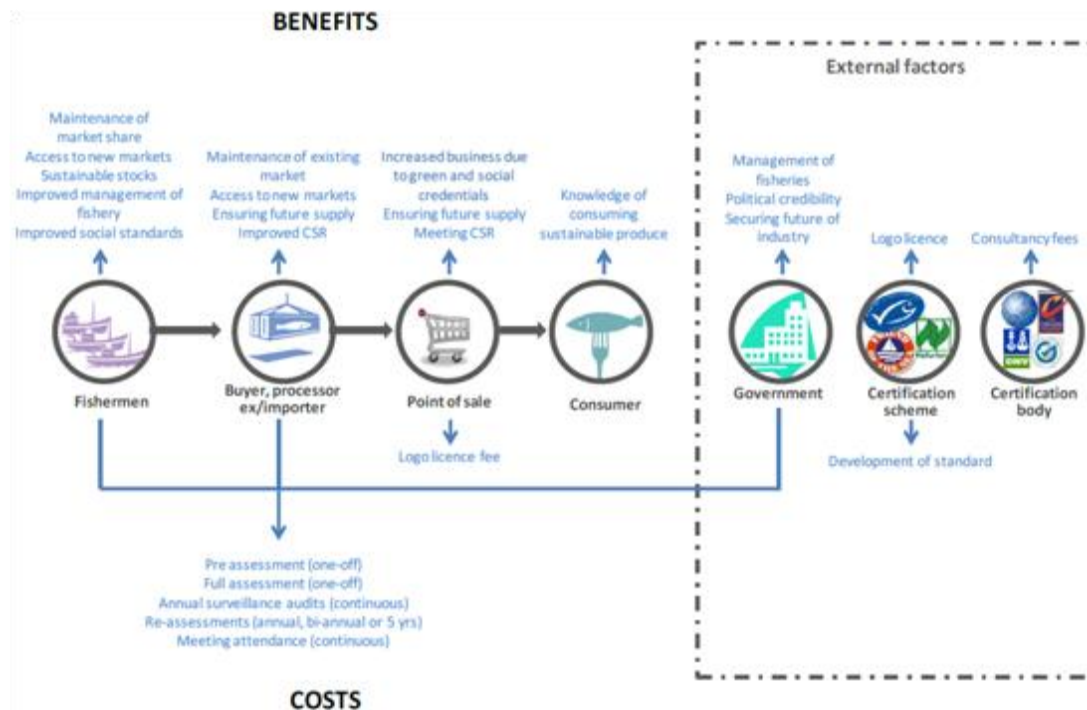 BENEFITS
External factors
Maintenance of
market share
Access to new markets
Sustainable stocks
Improved management of
fishery
Improved social standards
Maintenance of existing
market
Access to new markets
Ensuring future supply
Improved CSR
Increased business due
to green and social
credentials
Ensuring future supply
Meeting CSR
Knowledge of
consuming
sustainable produce
Management of
fisheries
Political credibility
Securing future of
industry
Logo licence
Consultancy fees
Fishermen
Buyer, processor
ex/importer
Point of sale
Consumer
Government
Certification
scheme
Certification
body
Logo licence fee
Development of standard
Pre assessment (one-off)
Full assessment (one-off)
Annual surveillance audits (continuous)
Re-assessments (annual, bi-annual or 5 yrs)
Meeting attendance (continuous)
COSTS